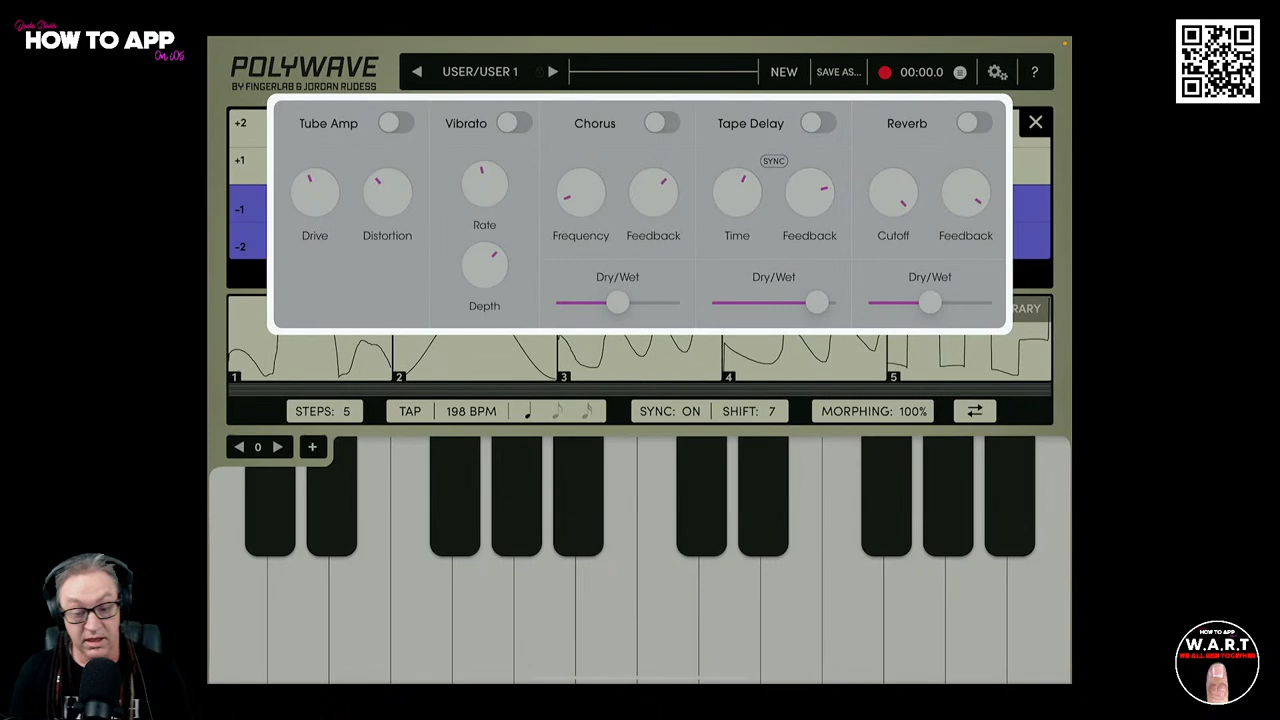 Jade Starr
HOW TO APP
On iOS
POLYWAVE
BY FINGERLAB & JORDAN RUDESS
USER/USER 1
NEW
SAVE AS...
00:00.0
?
+2
+1
-1
-2
Tube Amp
Vibrato
Chorus
Tape Delay
Reverb
SYNC
Drive
Distortion
Rate
Depth
Frequency
Feedback
Time
Feedback
Cutoff
Feedback
Dry/Wet
Dry/Wet
Dry/Wet
RARY
1
2
3
4
5
STEPS: 5
TAP
198 BPM
SYNC: ON
SHIFT: 7
MORPHING: 100%
0
+
HOW TO APP
W.A.R.T